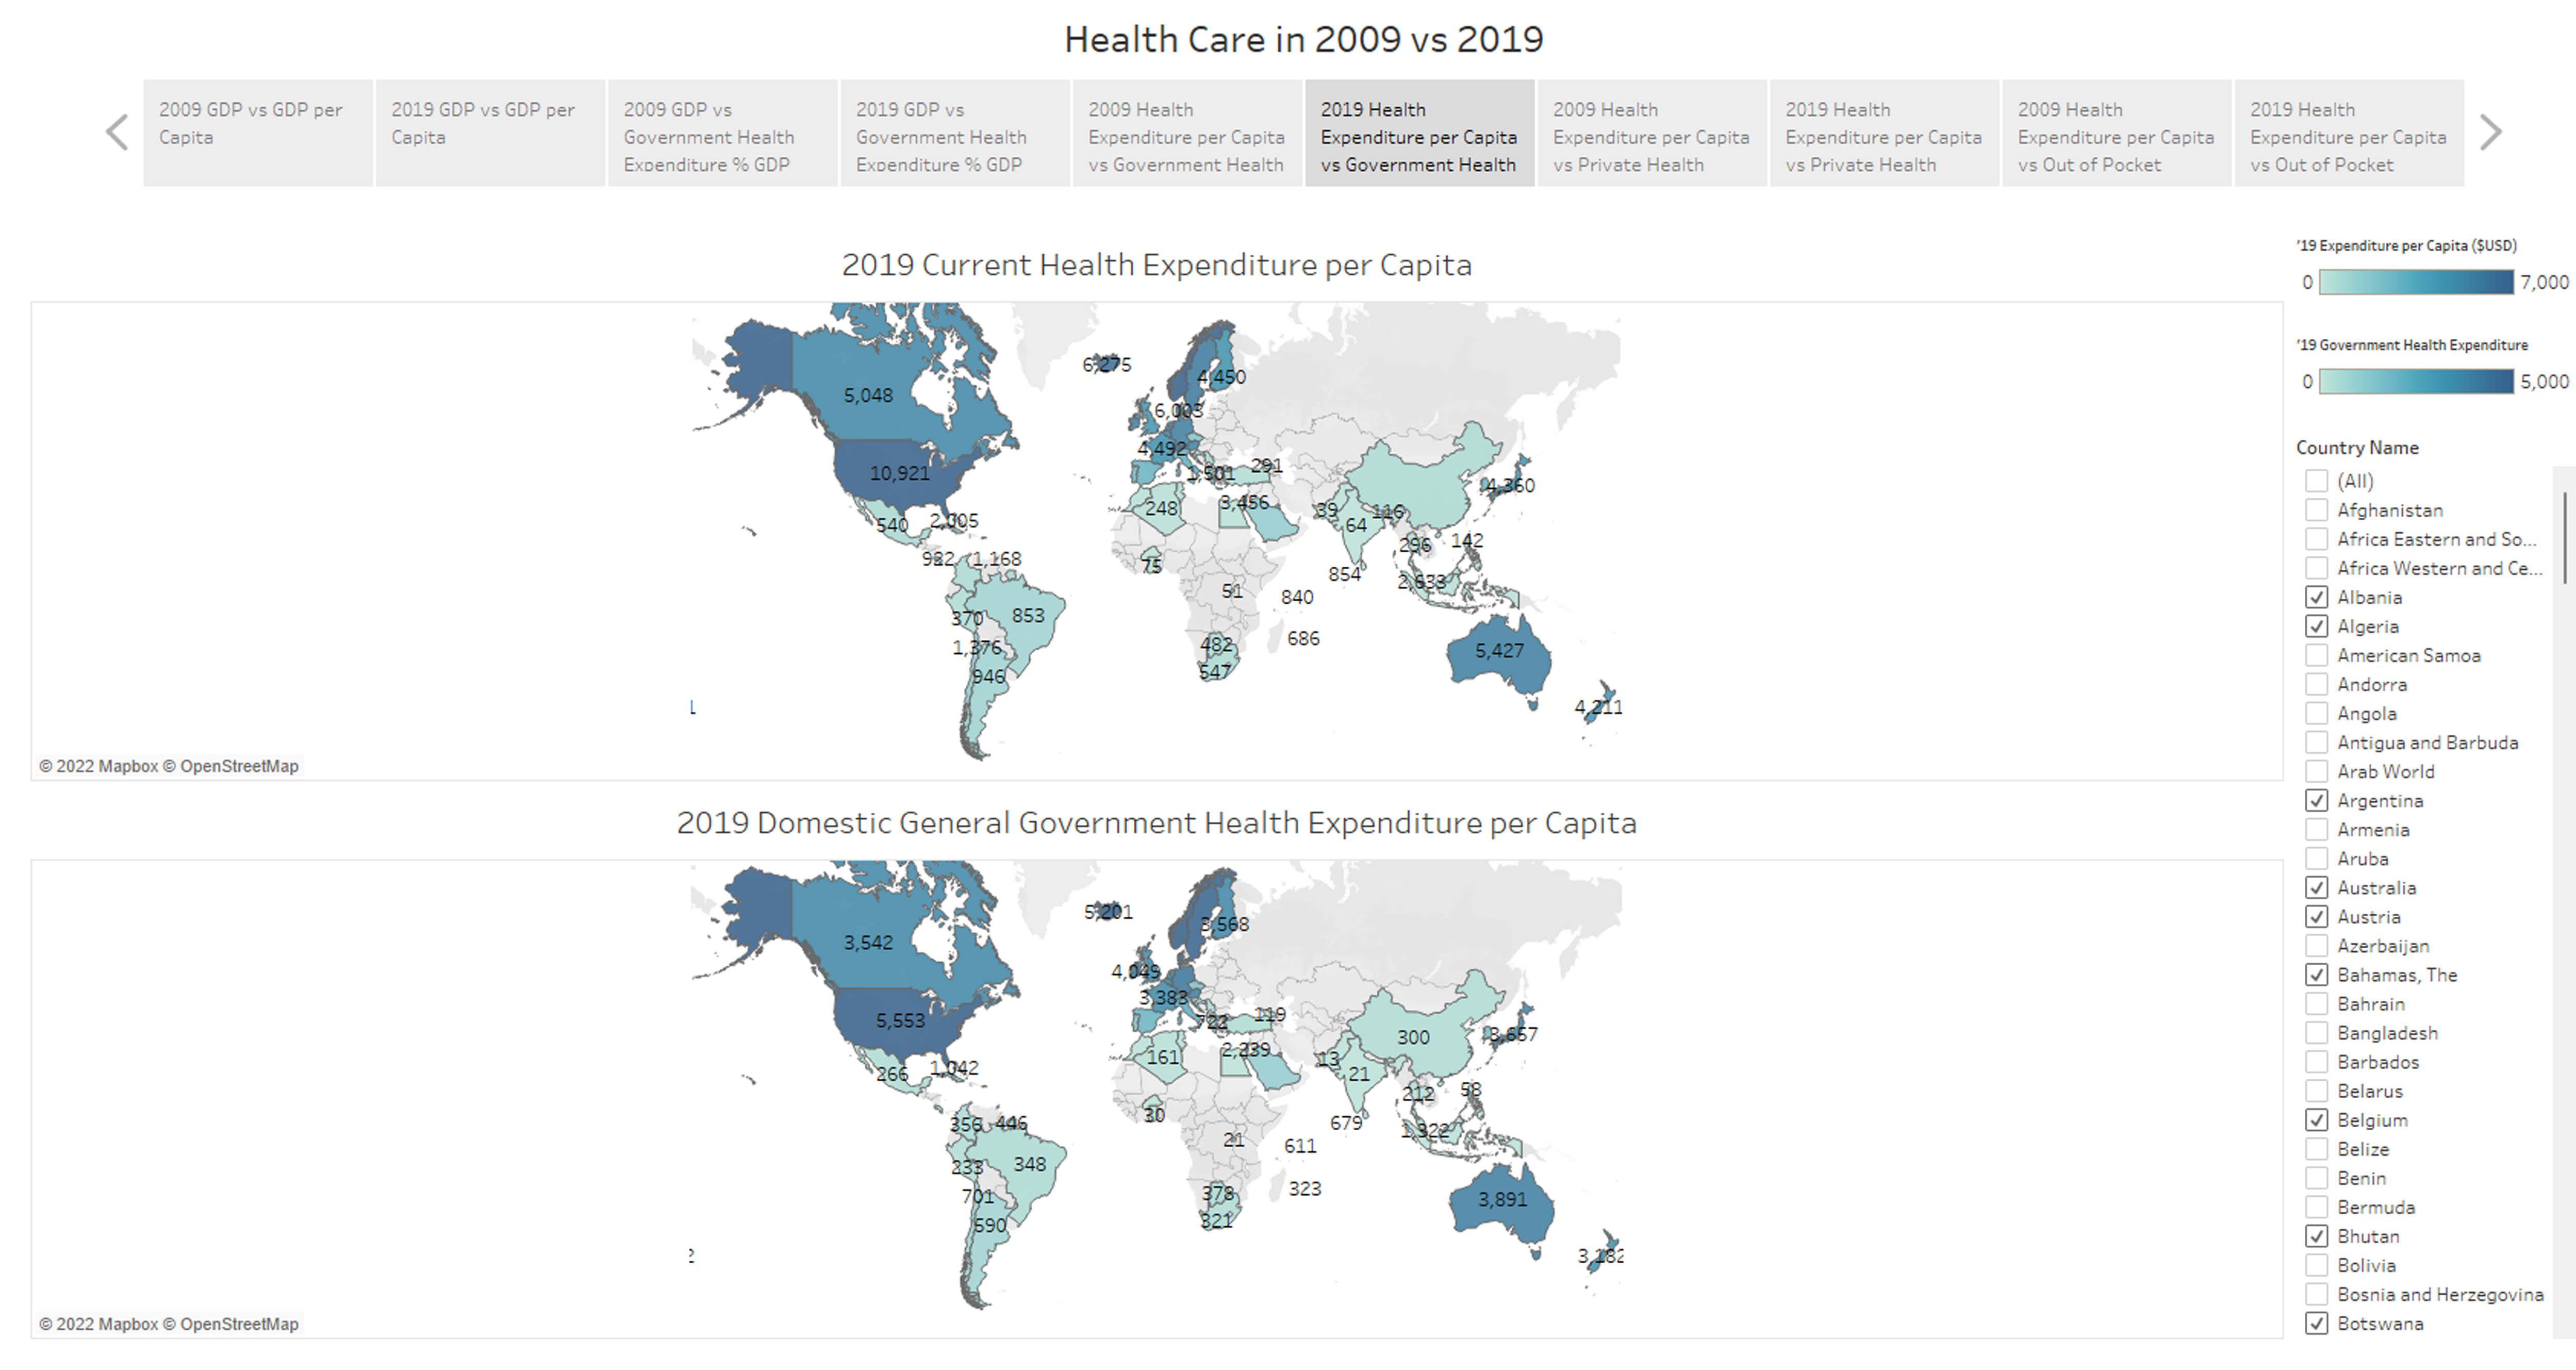 Health Care in 2009 vs 2019
2009 GDP vs GDP per
Capita
2019 GDP vs GDP per
Capita
2009 GDP vs
Government Health
Expenditure % GDP
2019 GDP vs
Government Health
Expenditure % GDP
2009 Health
Expenditure per Capita
vs Government Health
2019 Health
Expenditure per Capita
vs Government Health
2009 Health
Expenditure per Capita
vs Private Health
2019 Health
Expenditure per Capita
vs Private Health
2009 Health
Expenditure per Capita
vs Out of Pocket
2019 Health
Expenditure per Capita
vs Out of Pocket
2019 Current Health Expenditure per Capita
6,275
4,450
5,048
6,003
4,492
10,921
1,501
291
4,360
248
3,456
39
116
64
540
2,005
296
142
982
1,168
75
854
2,633
51
840
370
853
686
482
1,376
547
946
5,427
4,211
© 2022 Mapbox © OpenStreetMap
2019 Domestic General Government Health Expenditure per Capita
5,201
3,568
3,542
4,049
3,383
5,553
722
119
300
3,657
161
2,239
13
21
266
1,042
212
58
356
446
30
679
1,322
21
611
233
348
323
378
701
321
590
3,891
3,182
© 2022 Mapbox © OpenStreetMap
'19 Expenditure per Capita ($USD)
0 7,000
'19 Government Health Expenditure
0 5,000
Country Name
(All)
Afghanistan
Africa Eastern and So...
Africa Western and Ce...
Albania
Algeria
American Samoa
Andorra
Angola
Antigua and Barbuda
Arab World
Argentina
Armenia
Aruba
Australia
Austria
Azerbaijan
Bahamas, The
Bahrain
Bangladesh
Barbados
Belarus
Belgium
Belize
Benin
Bermuda
Bhutan
Bolivia
Bosnia and Herzegovina
Botswana